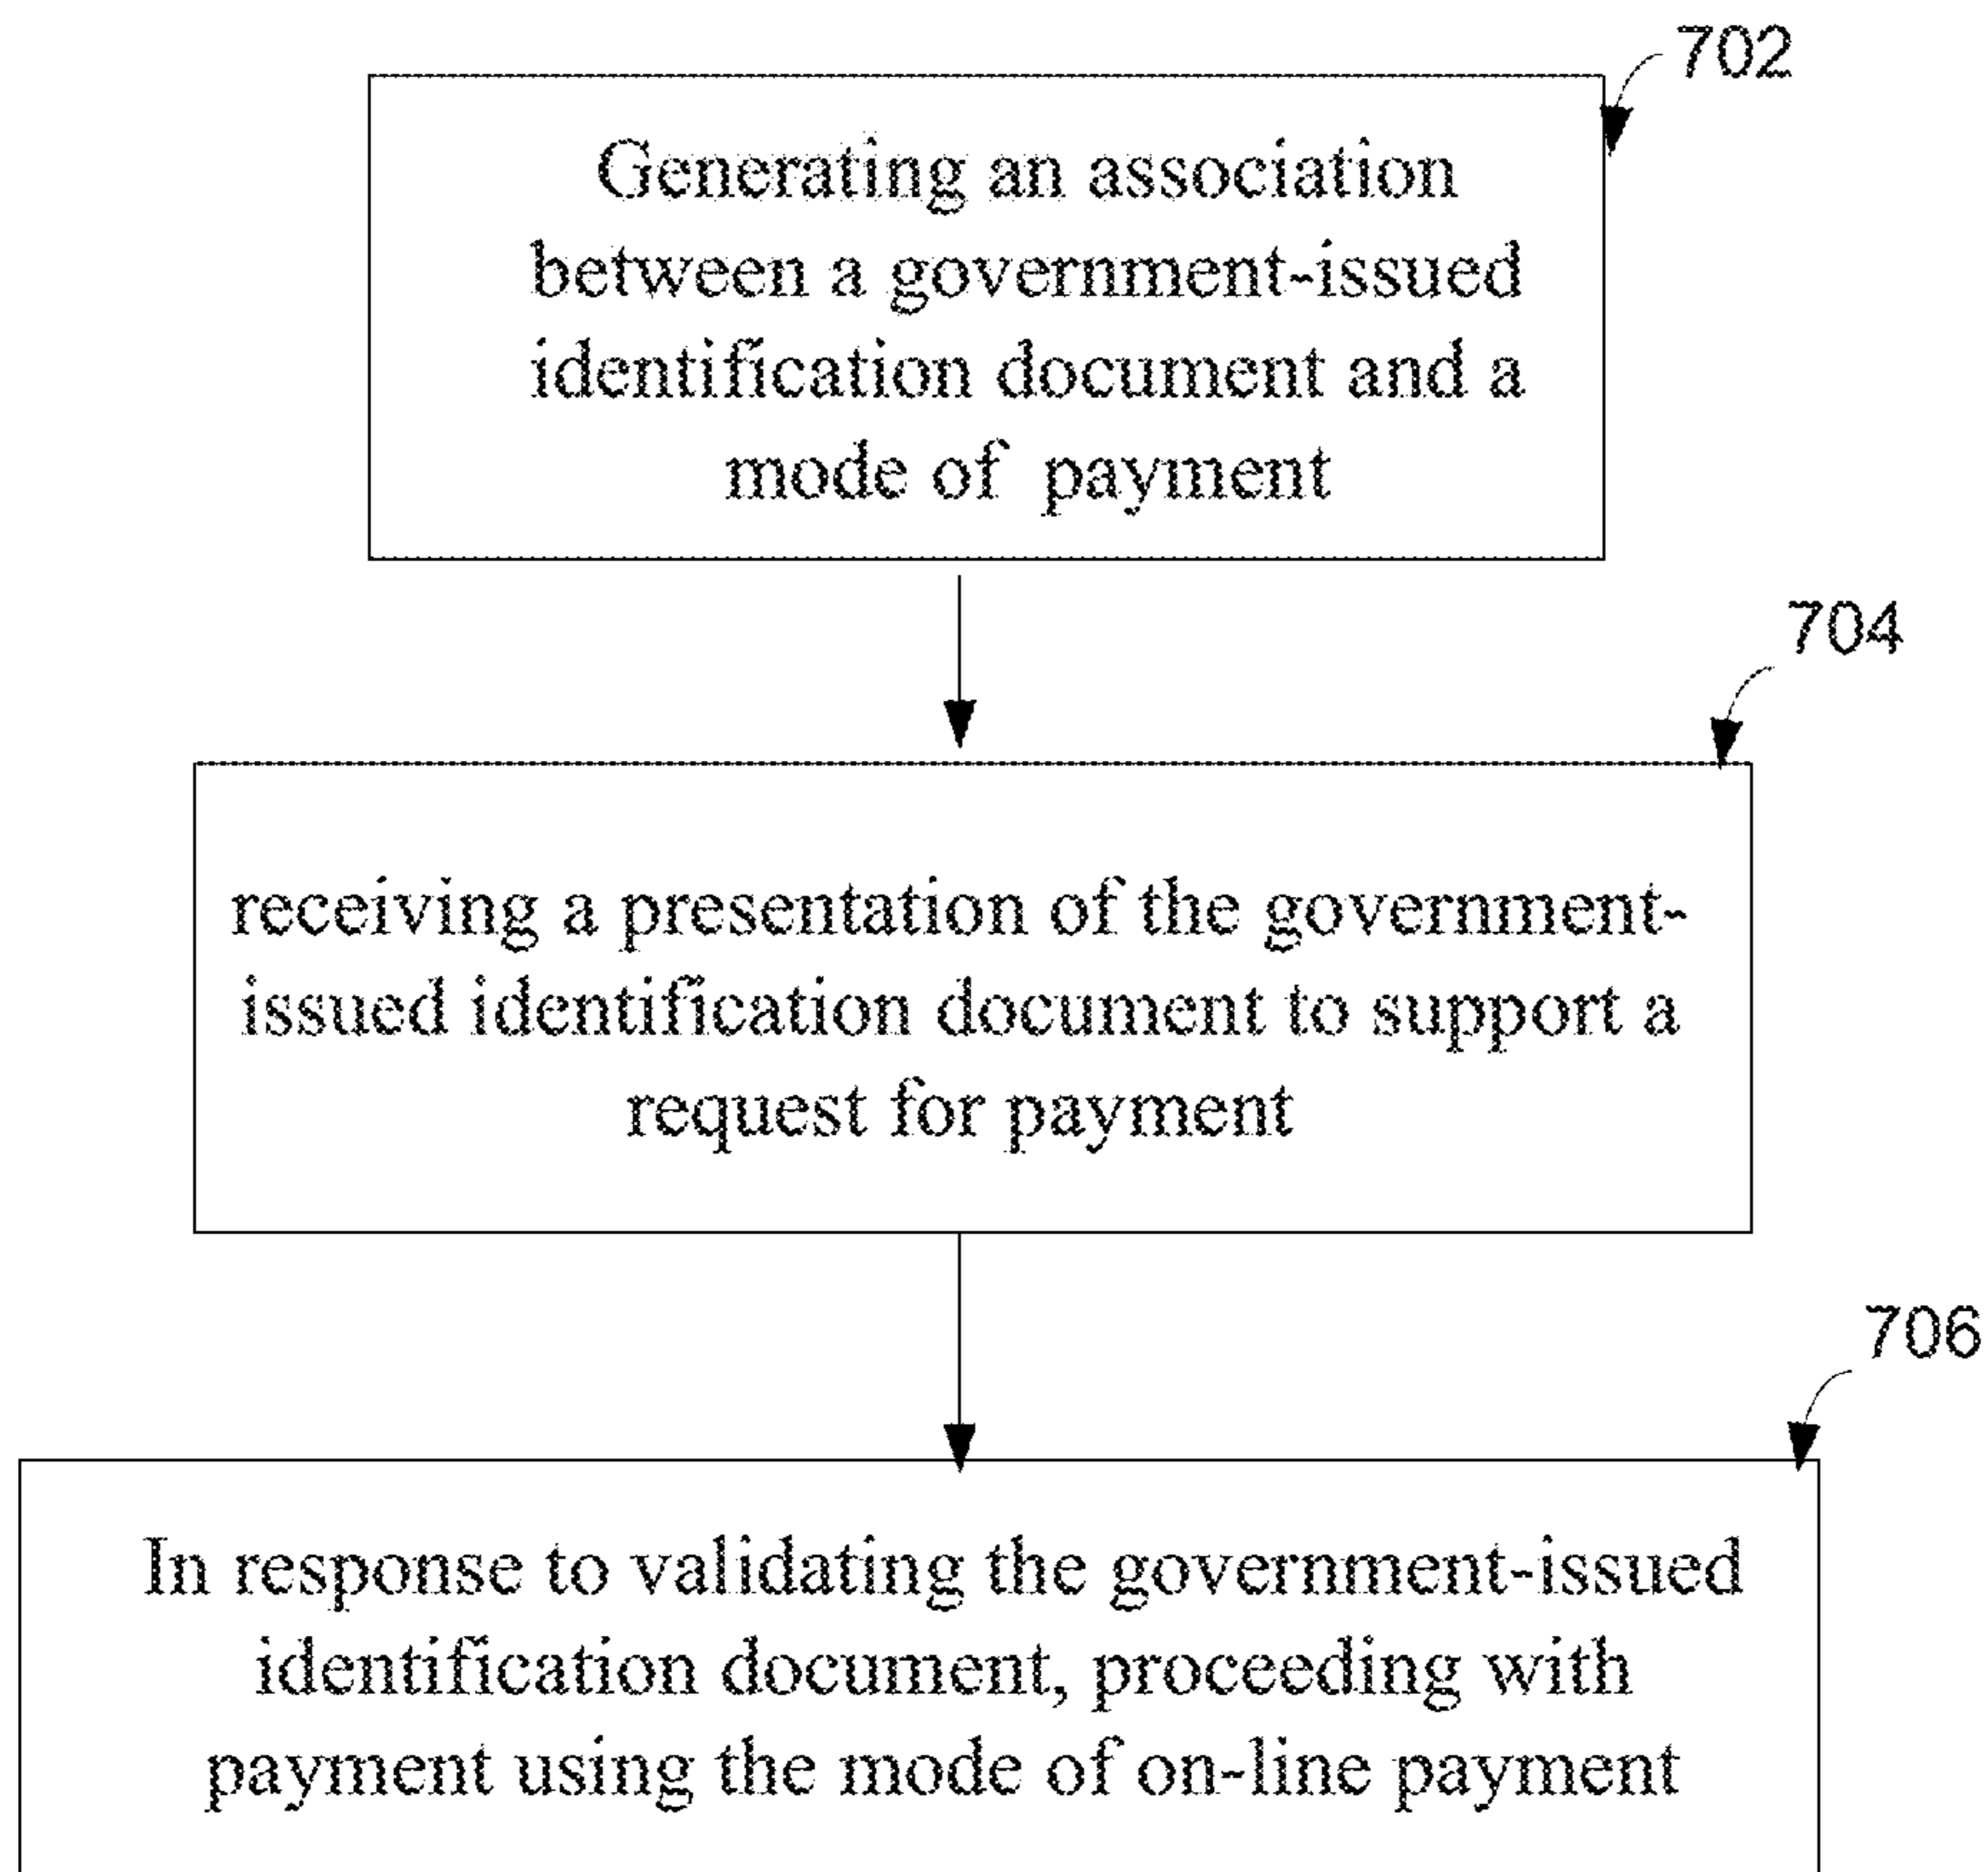 702
Generating an association
between a government-issued
identification document and a
mode of payment
704
receiving a presentation of the government-
issued identification document to support a
request for payment
706
In response to validating the government-issued
identification document, proceeding with
payment using the mode of on-line payment